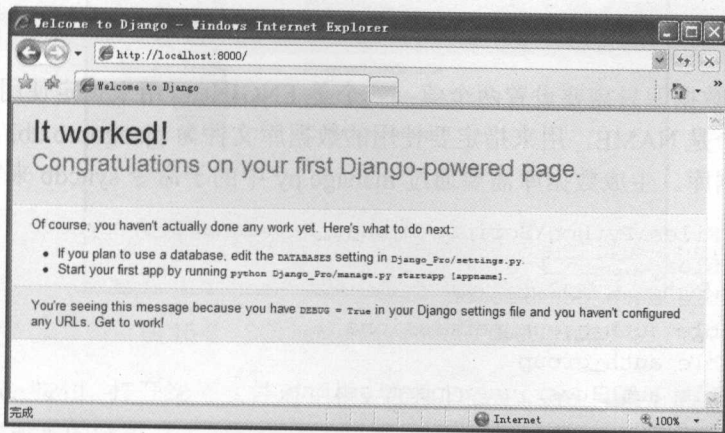 Welcome to Django - Windows Internet Explorer
http://localhost:8000/
Welcome to Django
It worked!
Congratulations on your first Django-powered page.
Of course, you haven't actually done any work yet. Here's what to do next:
• If you plan to use a database, edit the DATABASES setting in Django_Pro/settings.py.
• Start your first app by running python Django_Pro/manage.py startapp [appname].
You're seeing this message because you have DEBUG = True in your Django settings file and you haven't configured
any URLs. Get to work!
完成
Internet
100%